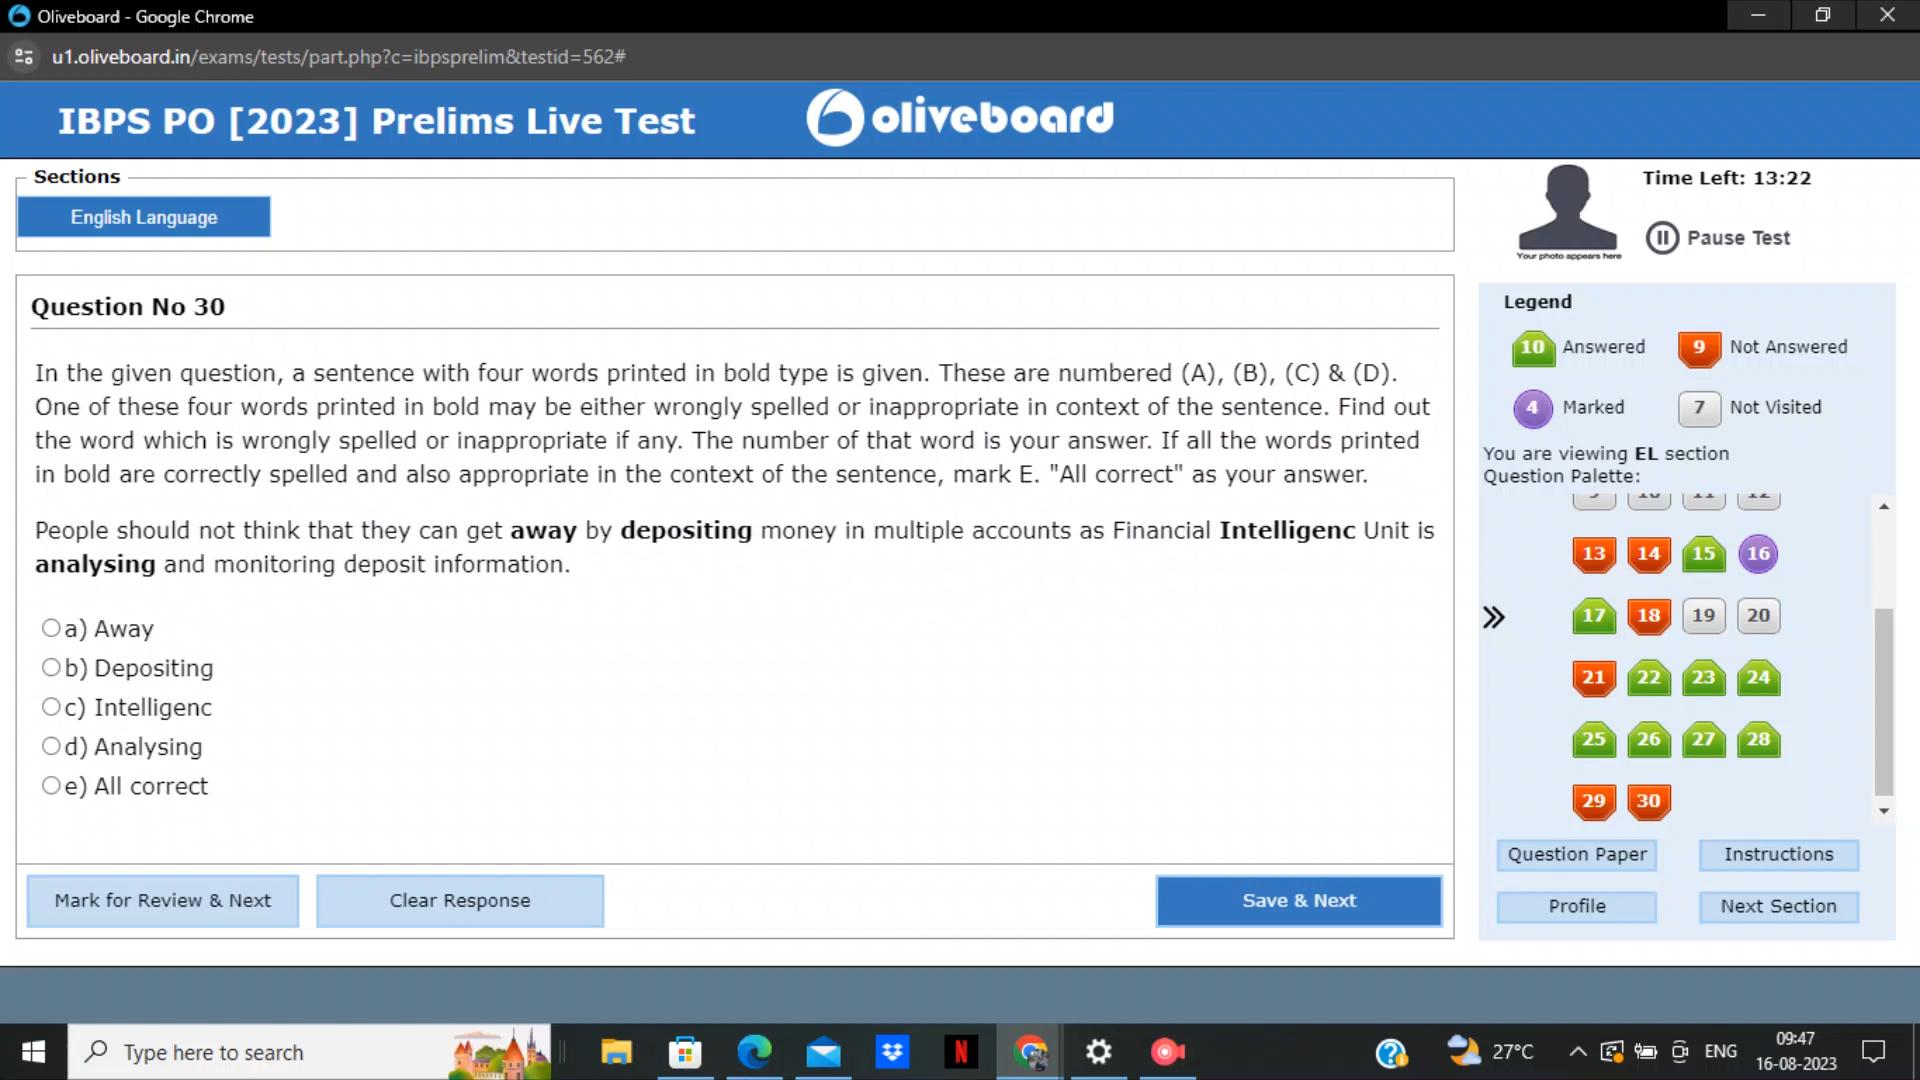 Oliveboard - Google Chrome
u1.oliveboard.in/exams/tests/part.php?c=ibpsprelim&testid=562#
IBPS PO [2023] Prelims Live Test
oliveboard
Sections
English Language
Time Left: 13:22
Pause Test
Your photo appears here
Question No 30
In the given question, a sentence with four words printed in bold type is given. These are numbered (A), (B), (C) & (D).
One of these four words printed in bold may be either wrongly spelled or inappropriate in context of the sentence. Find out
the word which is wrongly spelled or inappropriate if any. The number of that word is your answer. If all the words printed
in bold are correctly spelled and also appropriate in the context of the sentence, mark E. "All correct" as your answer.
People should not think that they can get away by depositing money in multiple accounts as Financial Intelligenc Unit is
analysing and monitoring deposit information.
a) Away
b) Depositing
c) Intelligenc
d) Analysing
e) All correct
Mark for Review & Next
Clear Response
Save & Next
Legend
10 Answered
9 Not Answered
4 Marked
7 Not Visited
You are viewing EL section
Question Palette:
9 10 11 12
13 14 15 16
17 18 19 20
21 22 23 24
25 26 27 28
29 30
Question Paper
Instructions
Profile
Next Section
Type here to search
27°C
ENG
09:47
16-08-2023